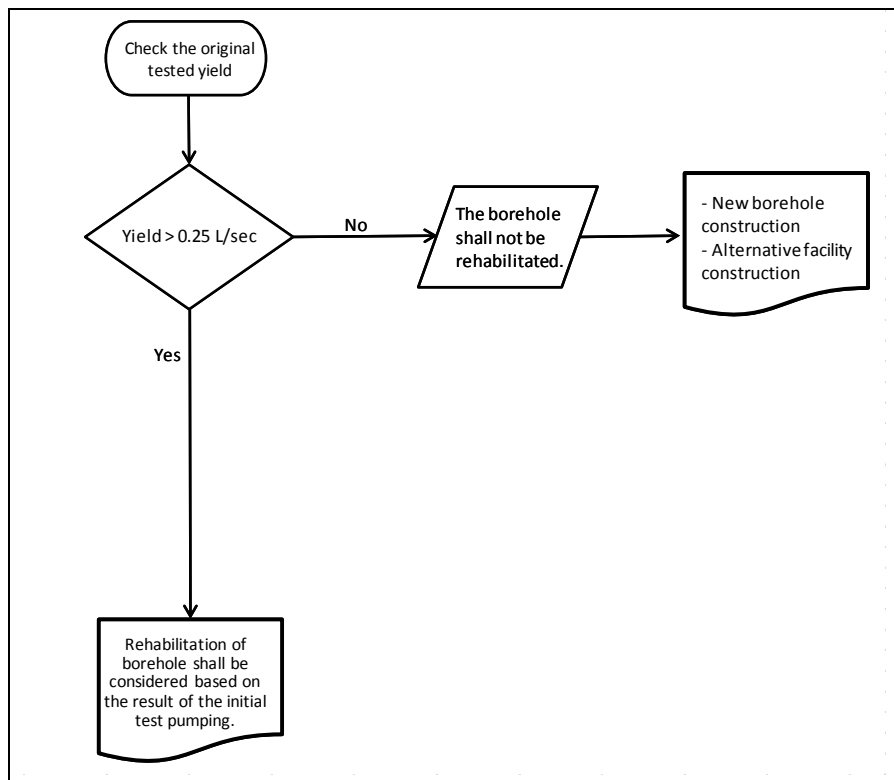 Check the original
tested yield
Yield > 0.25 L/sec
No
The borehole
shall not be
rehabilitated.
- New borehole
construction
- Alternative facility
construction
Yes
Rehabilitation of
borehole shall be
considered based on
the result of the initial
test pumping.